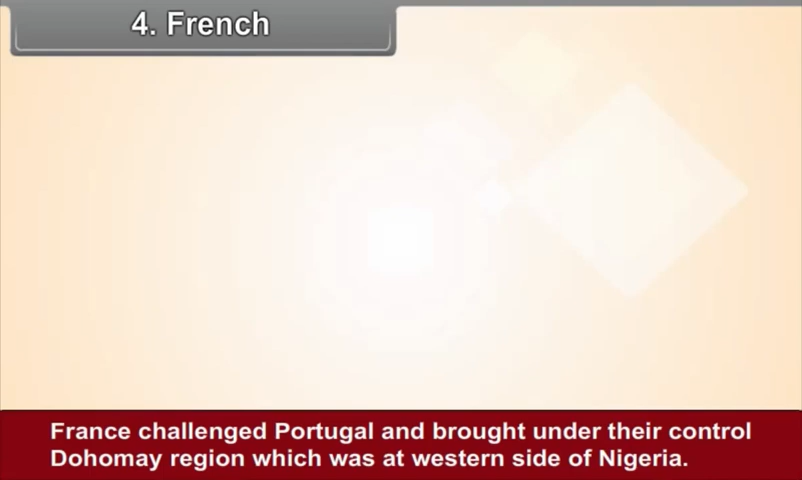 4. French
France challenged Portugal and brought under their control
Dohomay region which was at western side of Nigeria.